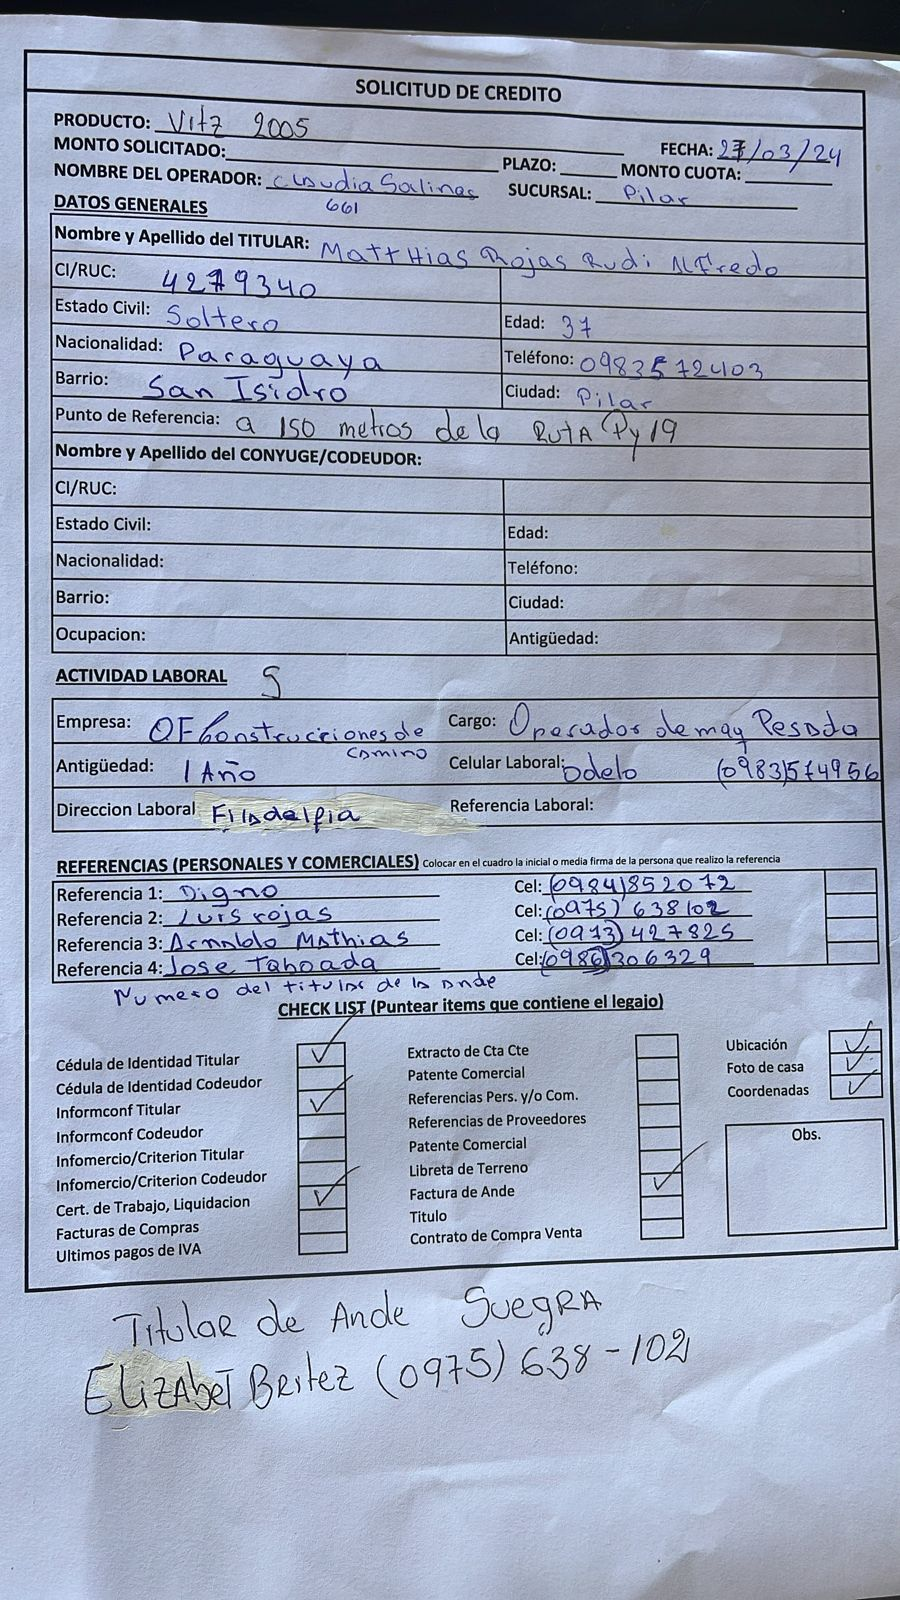 SOLICITUD DE CREDITO
PRODUCTO: Vitz 2005
FECHA: 27/03/24
MONTO SOLICITADO: PLAZO: MONTO CUOTA:
NOMBRE DEL OPERADOR: Claudia Salinas SUCURSAL: Pilar
661
DATOS GENERALES
Nombre y Apellido del TITULAR: Matthias Rojas Rudi Alfredo
CI/RUC: 4279340
Estado Civil: Soltero Edad: 37
Nacionalidad: Paraguaya Teléfono: 0983572403
Barrio: San Isidro Ciudad: Pilar
Punto de Referencia: a 150 metros de la RUTA Py 19
Nombre y Apellido del CONYUGE/CODEUDOR:
CI/RUC:
Estado Civil: Edad:
Nacionalidad: Teléfono:
Barrio: Ciudad:
Ocupacion: Antigüedad:
ACTIVIDAD LABORAL S
Empresa: OF Construcciones de camino Cargo: Operador de maq Pesada
Antigüedad: 1 Año Celular Laboral: Odelo (0983)574956
Direccion Laboral Filadelfia Referencia Laboral:
REFERENCIAS (PERSONALES Y COMERCIALES) Colocar en el cuadro la inicial o media firma de la persona que realizo la referencia
Referencia 1: Digno Cel: (0984)852072
Referencia 2: Luis rojas Cel: (0975) 638102
Referencia 3: Arnaldo Mathias Cel: (0973) 427825
Referencia 4: Jose Taboada Cel: (0986)306329
Numero del titular de la ande
CHECK LIST (Puntear items que contiene el legajo)
Cédula de Identidad Titular ✓ Extracto de Cta Cte Ubicación ✓
Cédula de Identidad Codeudor Patente Comercial Foto de casa ✓
Informconf Titular ✓ Referencias Pers. y/o Com. Coordenadas ✓
Informconf Codeudor Referencias de Proveedores
Infomercio/Criterion Titular Patente Comercial Obs.
Infomercio/Criterion Codeudor Libreta de Terreno
Cert. de Trabajo, Liquidacion ✓ Factura de Ande ✓
Facturas de Compras Titulo
Ultimos pagos de IVA Contrato de Compra Venta
Titular de Ande Suegra
Elizabet Britez (0975) 638-102